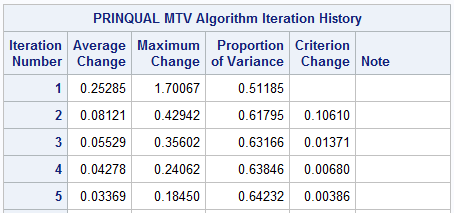 PRINQUAL MTV Algorithm Iteration History
Iteration Number Average Change Maximum Change Proportion of Variance Criterion Change Note
1 0.25285 1.70067 0.51185
2 0.08121 0.42942 0.61795 0.10610
3 0.05529 0.35602 0.63166 0.01371
4 0.04278 0.24062 0.63846 0.00680
5 0.03369 0.18450 0.64232 0.00386